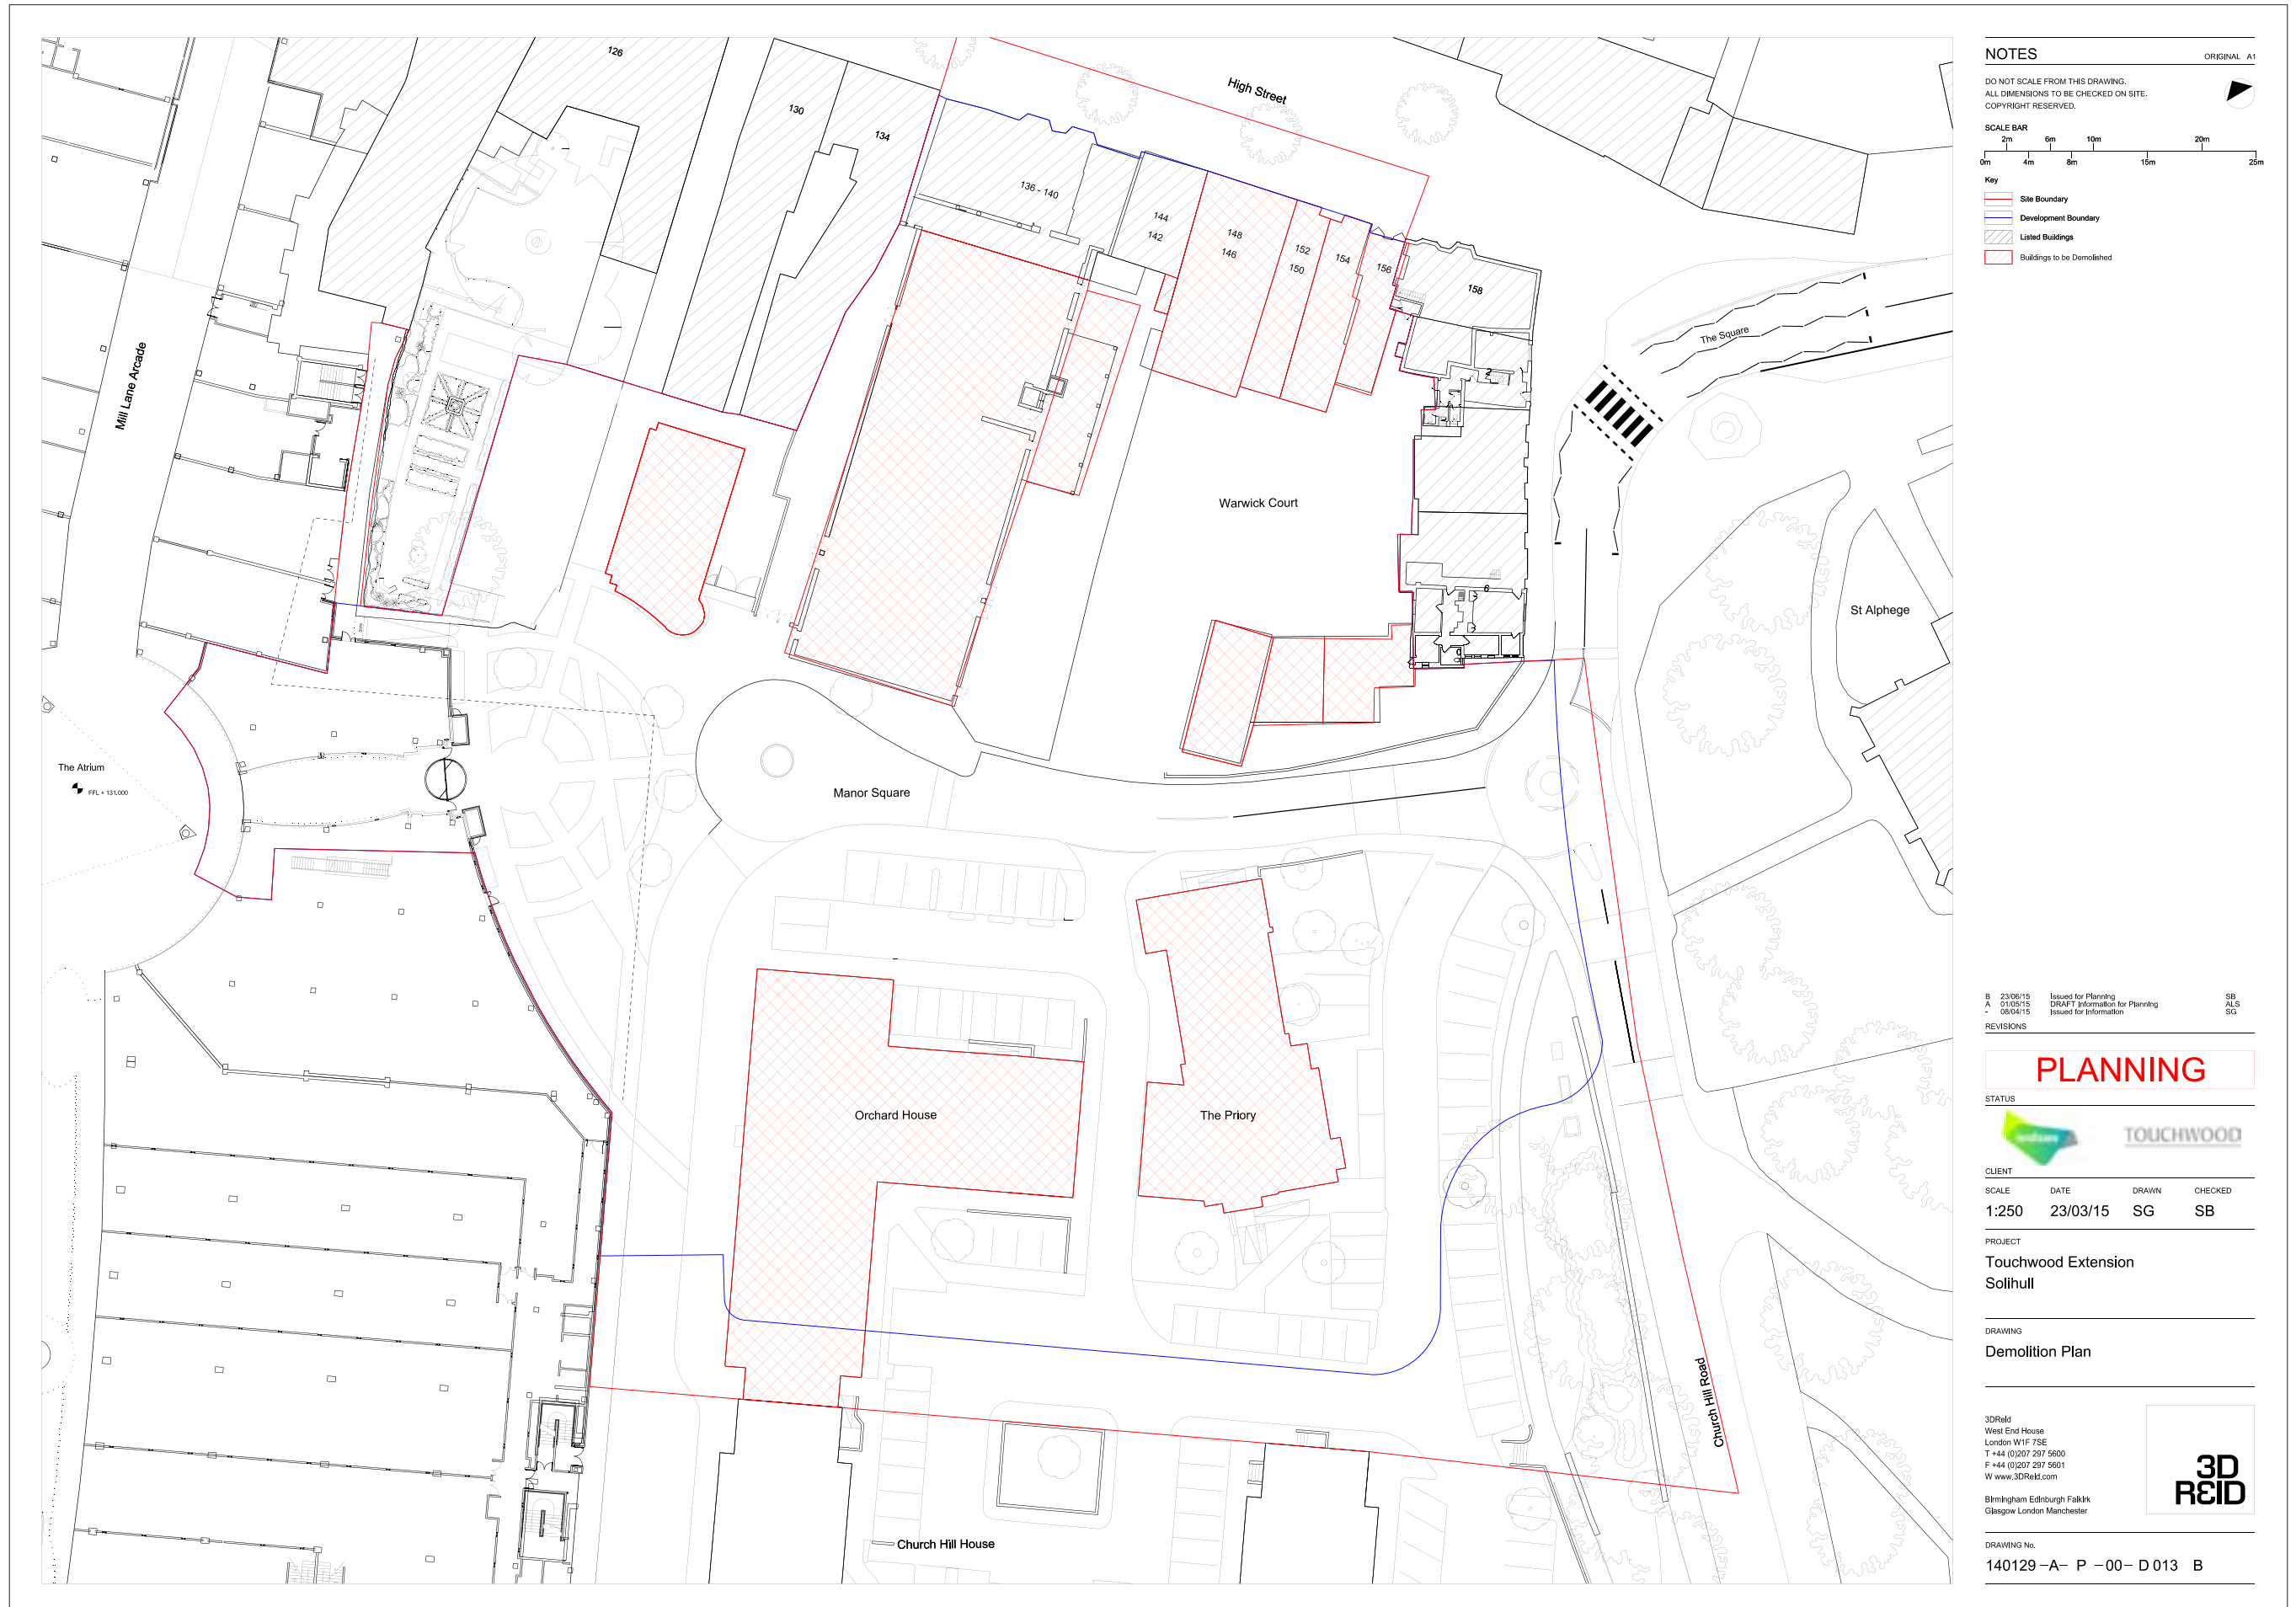 126
130
134
High Street
136 - 140
144
142
148
146
152
150
154
156
158
2
6
The Square
Mill Lane Arcade
Warwick Court
St Alphege
The Atrium
FFL + 131.000
Manor Square
Orchard House
The Priory
Church Hill Road
Church Hill House
NOTES
ORIGINAL A1
DO NOT SCALE FROM THIS DRAWING.
ALL DIMENSIONS TO BE CHECKED ON SITE.
COPYRIGHT RESERVED.
SCALE BAR
2m 6m 10m 20m
0m 4m 8m 15m 25m
Key
Site Boundary
Development Boundary
Listed Buildings
Buildings to be Demolished
B 23/06/15 Issued for Planning SB
A 01/05/15 DRAFT Information for Planning ALS
- 08/04/15 Issued for Information SG
REVISIONS
PLANNING
STATUS
TOUCHWOOD
CLIENT
SCALE DATE DRAWN CHECKED
1:250 23/03/15 SG SB
PROJECT
Touchwood Extension
Solihull
DRAWING
Demolition Plan
3DReid
West End House
London W1F 7SE
T +44 (0)207 297 5600
F +44 (0)207 297 5601
W www.3DReid.com
Birmingham Edinburgh Falkirk
Glasgow London Manchester
3D
REID
DRAWING No.
140129 -A- P -00- D 013 B